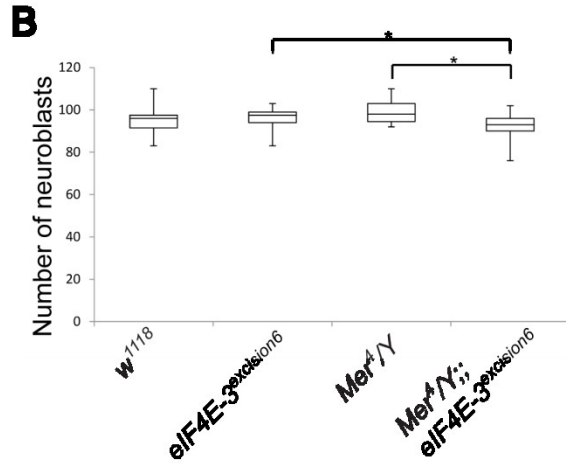 B
*
*
Number of neuroblasts
120
100
80
60
40
20
0
w¹¹¹⁸
eIF4E-3ᵉˣᶜⁱˢⁱᵒⁿ⁶
Mer⁴/Y
Mer⁴/Y;;
eIF4E-3ᵉˣᶜⁱˢⁱᵒⁿ⁶